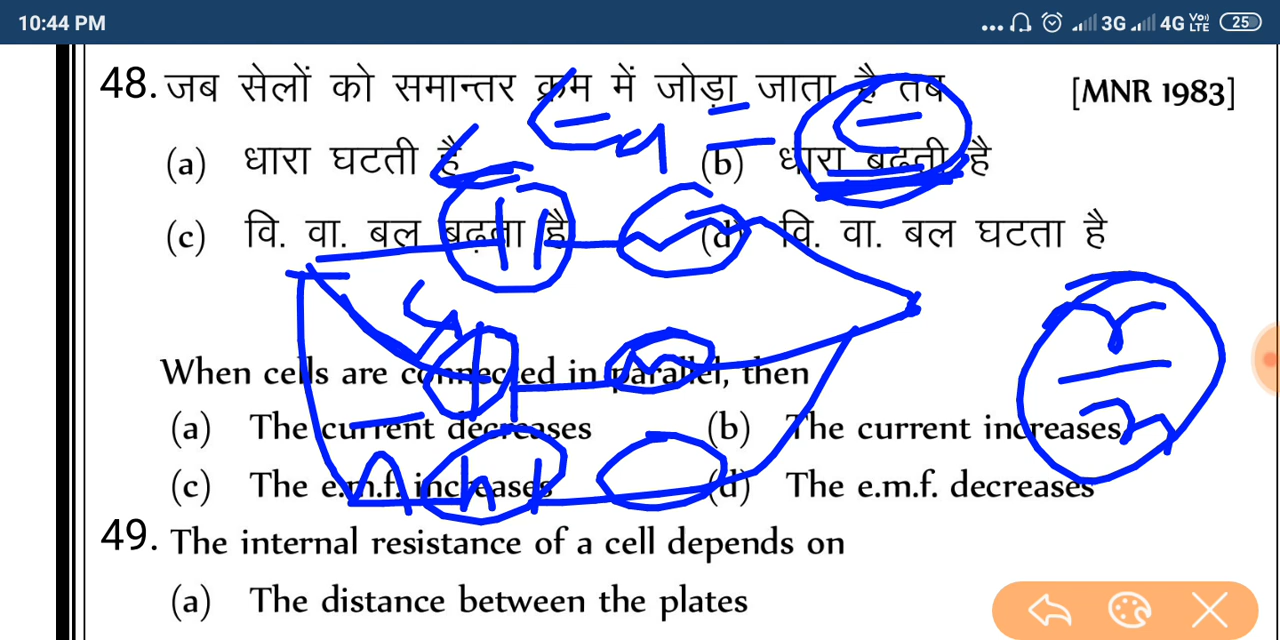 10:44 PM ... 3G 4G Vo) LTE 25
48. जब सेलों को समान्तर क्रम में जोड़ा जाता है तब [MNR 1983]
(a) धारा घटती है (b) धारा बढ़ती है
(c) वि. वा. बल बढ़ता है (d) वि. वा. बल घटता है
When cells are connected in parallel, then
(a) The current decreases (b) The current increases
(c) The e.m.f. increases (d) The e.m.f. decreases
49. The internal resistance of a cell depends on
(a) The distance between the plates